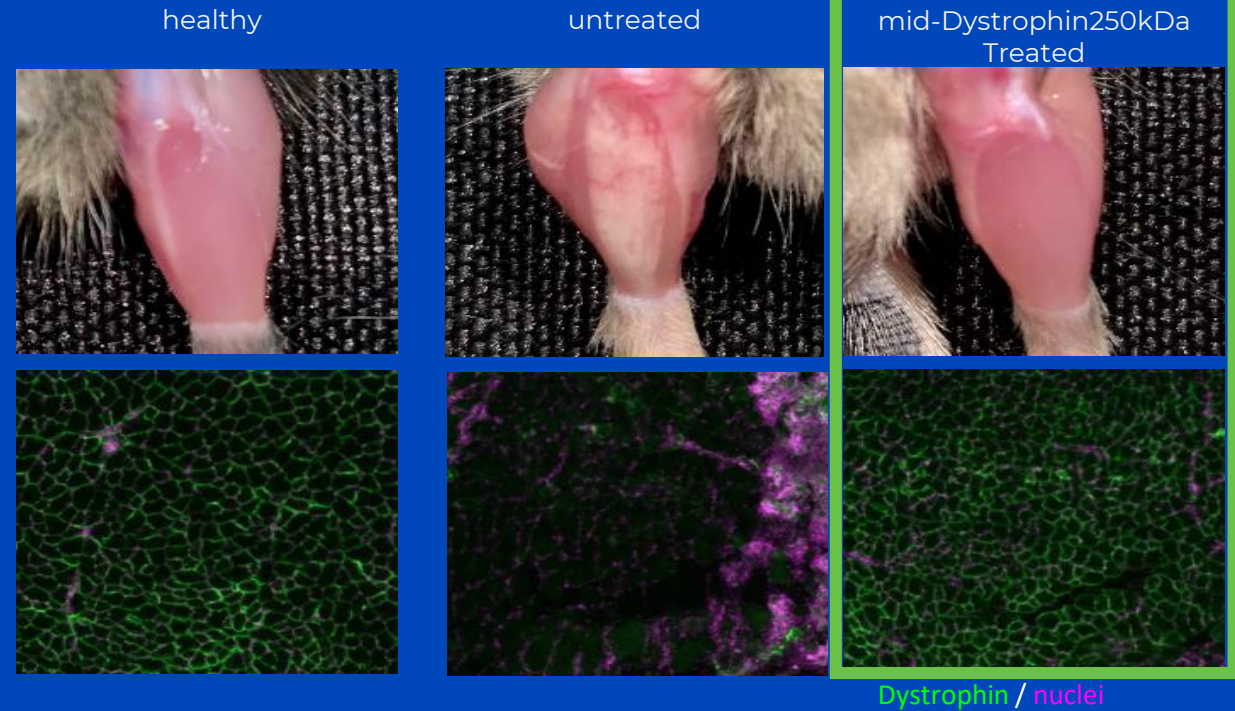 healthy
untreated
mid-Dystrophin250kDa
Treated
Dystrophin / nuclei